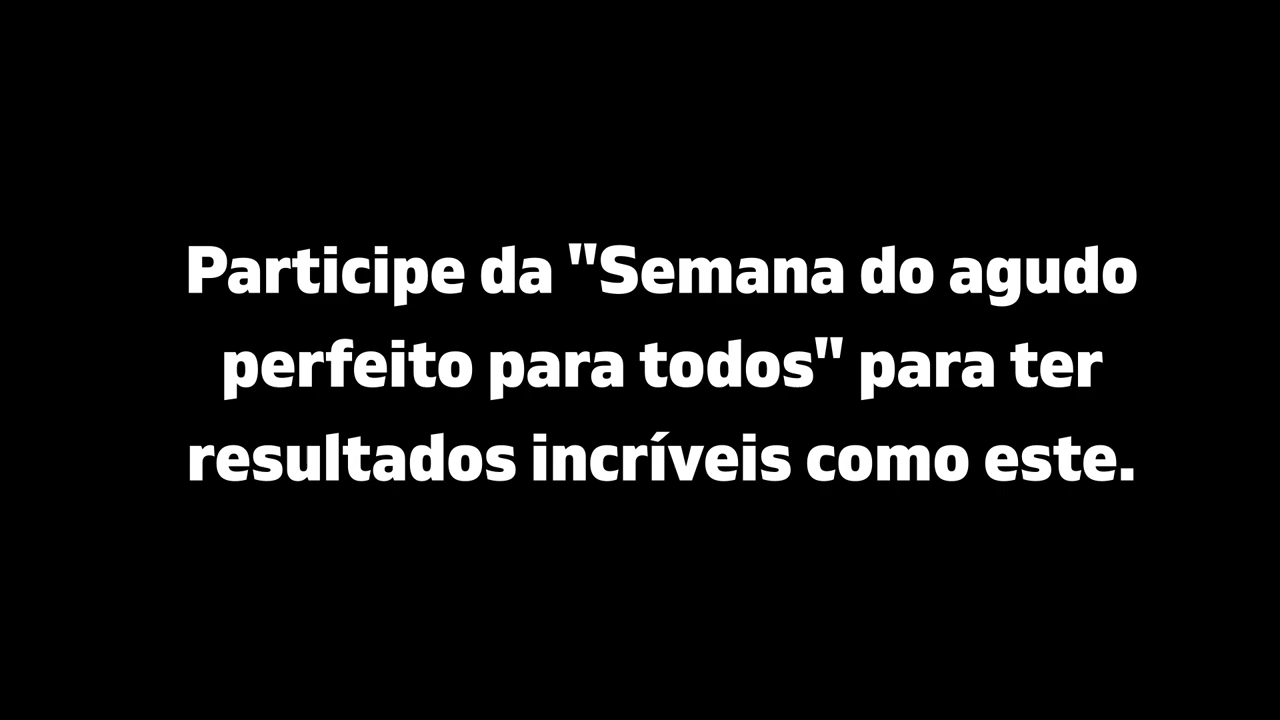 Participe da "Semana do agudo
perfeito para todos" para ter
resultados incríveis como este.